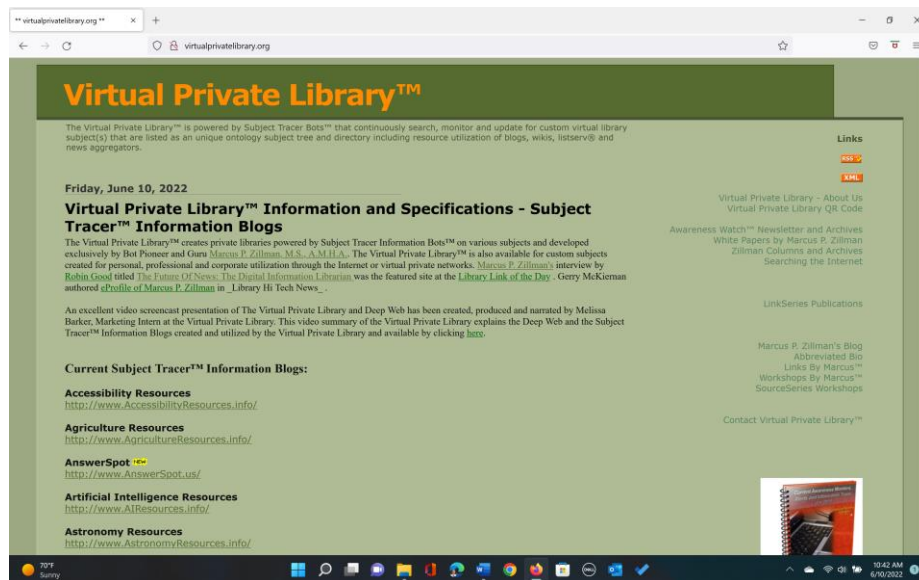 ** virtualprivatelibrary.org **
virtualprivatelibrary.org
Virtual Private Library™
The Virtual Private Library™ is powered by Subject Tracer Bots™ that continuously search, monitor and update for custom virtual library
subject(s) that are listed as an unique ontology subject tree and directory including resource utilization of blogs, wikis, listserv® and
news aggregators.
Friday, June 10, 2022
Virtual Private Library™ Information and Specifications - Subject
Tracer™ Information Blogs
The Virtual Private Library™ creates private libraries powered by Subject Tracer Information Bots™ on various subjects and developed
exclusively by Bot Pioneer and Guru Marcus P. Zillman, M.S., A.M.H.A.. The Virtual Private Library™ is also available for custom subjects
created for personal, professional and corporate utilization through the Internet or virtual private networks. Marcus P. Zillman's interview by
Robin Good titled The Future Of News: The Digital Information Librarian was the featured site at the Library Link of the Day . Gerry McKiernan
authored eProfile of Marcus P. Zillman in _Library Hi Tech News_ .
An excellent video screencast presentation of The Virtual Private Library and Deep Web has been created, produced and narrated by Melissa
Barker, Marketing Intern at the Virtual Private Library. This video summary of the Virtual Private Library explains the Deep Web and the Subject
Tracer™ Information Blogs created and utilized by the Virtual Private Library and available by clicking here.
Current Subject Tracer™ Information Blogs:
Accessibility Resources
http://www.AccessibilityResources.info/
Agriculture Resources
http://www.AgricultureResources.info/
AnswerSpot NEW
http://www.AnswerSpot.us/
Artificial Intelligence Resources
http://www.AIResources.info/
Astronomy Resources
http://www.AstronomyResources.info/
Links
RSS
XML
Virtual Private Library - About Us
Virtual Private Library QR Code
Awareness Watch™ Newsletter and Archives
White Papers by Marcus P. Zillman
Zillman Columns and Archives
Searching the Internet
LinkSeries Publications
Marcus P. Zillman's Blog
Abbreviated Bio
Links By Marcus™
Workshops By Marcus™
SourceSeries Workshops
Contact Virtual Private Library™
70°F
Sunny
DELL
10:42 AM
6/10/2022